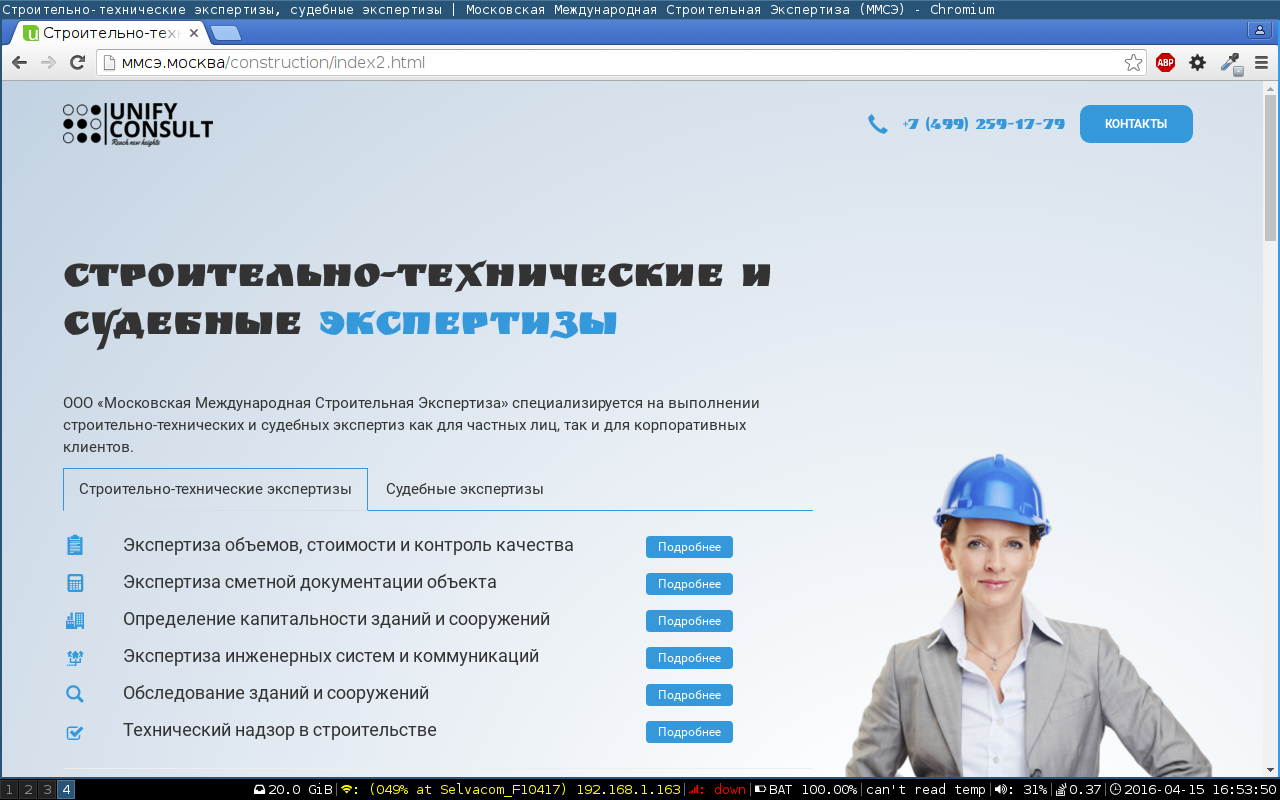 Строительно-технические экспертизы, судебные экспертизы | Московская Международная Строительная Экспертиза (ММСЭ) - Chromium
Строительно-тех
ммсэ.москва/construction/index2.html
ABP
UNIFY
CONSULT
Reach new heights
+7 (499) 259-17-79
КОНТАКТЫ
СТРОИТЕЛЬНО-ТЕХНИЧЕСКИЕ И
СУДЕБНЫЕ ЭКСПЕРТИЗЫ
ООО «Московская Международная Строительная Экспертиза» специализируется на выполнении
строительно-технических и судебных экспертиз как для частных лиц, так и для корпоративных
клиентов.
Строительно-технические экспертизы Судебные экспертизы
Экспертиза объемов, стоимости и контроль качества Подробнее
Экспертиза сметной документации объекта Подробнее
Определение капитальности зданий и сооружений Подробнее
Экспертиза инженерных систем и коммуникаций Подробнее
Обследование зданий и сооружений Подробнее
Технический надзор в строительстве Подробнее
1 2 3 4 20.0 GiB : (049% at Selvacom_F10417) 192.168.1.163 : down BAT 100.00% can't read temp : 31% 0.37 2016-04-15 16:53:50